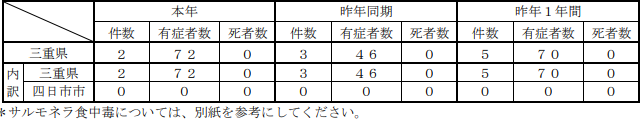 本年 昨年同期 昨年１年間
件数 有症者数 死者数 件数 有症者数 死者数 件数 有症者数 死者数
三重県 ２ ７２ ０ ３ ４６ ０ ５ ７０ ０
内訳 三重県 ２ ７２ ０ ３ ４６ ０ ５ ７０ ０
四日市市 ０ ０ ０ ０ ０ ０ ０ ０ ０
＊サルモネラ食中毒については、別紙を参考にしてください。